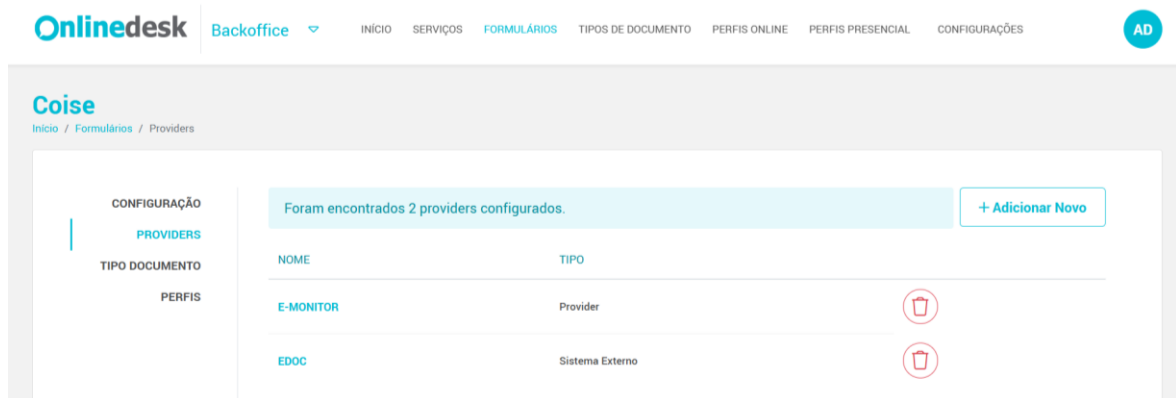 Onlinedesk Backoffice INÍCIO SERVIÇOS FORMULÁRIOS TIPOS DE DOCUMENTO PERFIS ONLINE PERFIS PRESENCIAL CONFIGURAÇÕES AD
Coise
Início / Formulários / Providers
CONFIGURAÇÃO
PROVIDERS
TIPO DOCUMENTO
PERFIS
Foram encontrados 2 providers configurados.
+ Adicionar Novo
NOME TIPO
E-MONITOR Provider
EDOC Sistema Externo